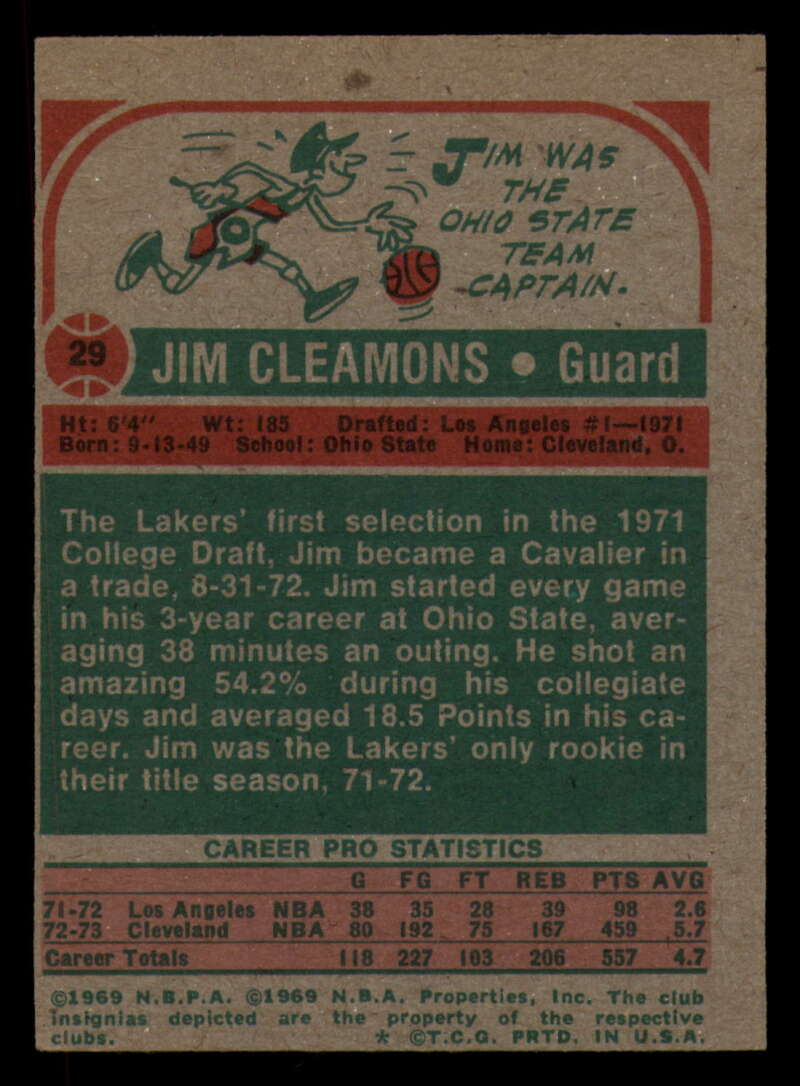 JIM WAS
THE
OHIO STATE
TEAM
CAPTAIN.
29
JIM CLEAMONS • Guard
Ht: 6'4" Wt: 185 Drafted: Los Angeles #1—1971
Born: 9-13-49 School: Ohio State Home: Cleveland, O.
The Lakers' first selection in the 1971
College Draft, Jim became a Cavalier in
a trade, 8-31-72. Jim started every game
in his 3-year career at Ohio State, aver-
aging 38 minutes an outing. He shot an
amazing 54.2% during his collegiate
days and averaged 18.5 Points in his ca-
reer. Jim was the Lakers' only rookie in
their title season, 71-72.
CAREER PRO STATISTICS
G FG FT REB PTS AVG
71-72 Los Angeles NBA 38 35 28 39 98 2.6
72-73 Cleveland NBA 80 192 75 167 459 5.7
Career Totals 118 227 103 206 557 4.7
©1969 N.B.P.A. ©1969 N.B.A. Properties, Inc. The club
insignias depicted are the property of the respective
clubs. * ©T.C.G. PRTD. IN U.S.A.